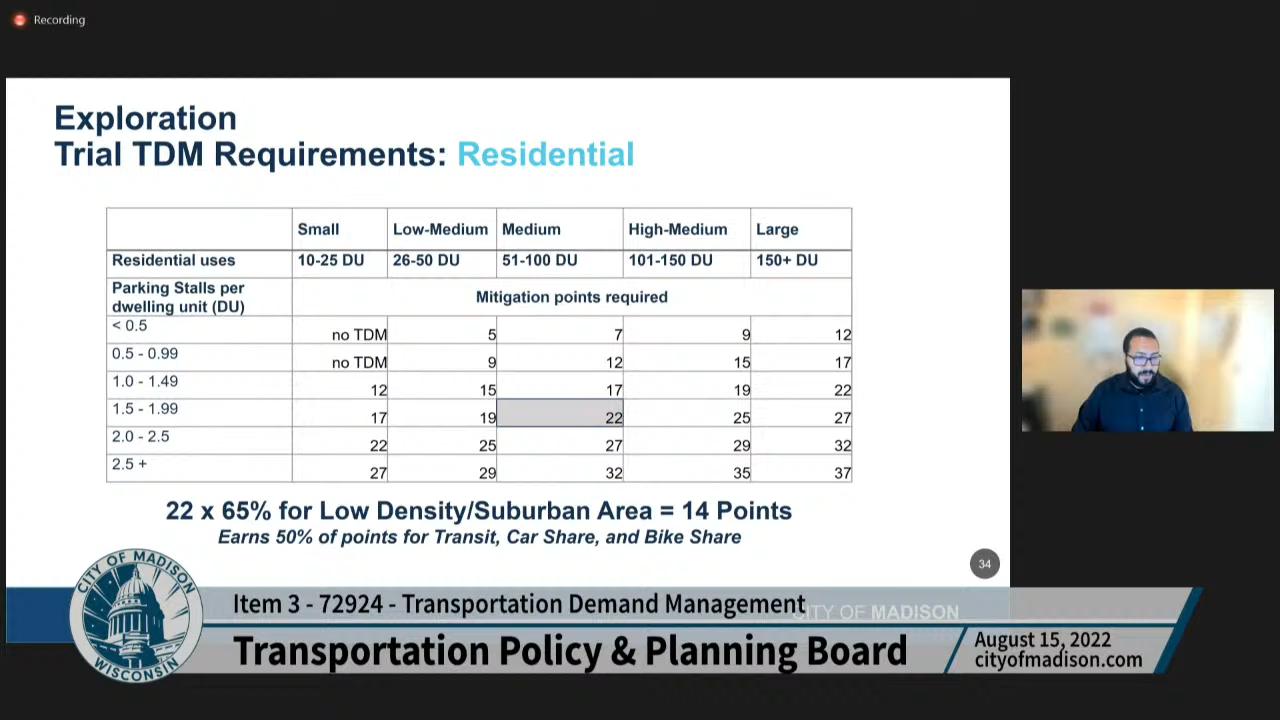 Recording
Exploration
Trial TDM Requirements: Residential
Small Low-Medium Medium High-Medium Large
Residential uses 10-25 DU 26-50 DU 51-100 DU 101-150 DU 150+ DU
Parking Stalls per
dwelling unit (DU) Mitigation points required
< 0.5 no TDM 5 7 9 12
0.5 - 0.99 no TDM 9 12 15 17
1.0 - 1.49 12 15 17 19 22
1.5 - 1.99 17 19 22 25 27
2.0 - 2.5 22 25 27 29 32
2.5 + 27 29 32 35 37
22 x 65% for Low Density/Suburban Area = 14 Points
Earns 50% of points for Transit, Car Share, and Bike Share
34
CITY OF MADISON
WISCONSIN
Item 3 - 72924 - Transportation Demand Management
CITY OF MADISON
Transportation Policy & Planning Board
August 15, 2022
cityofmadison.com